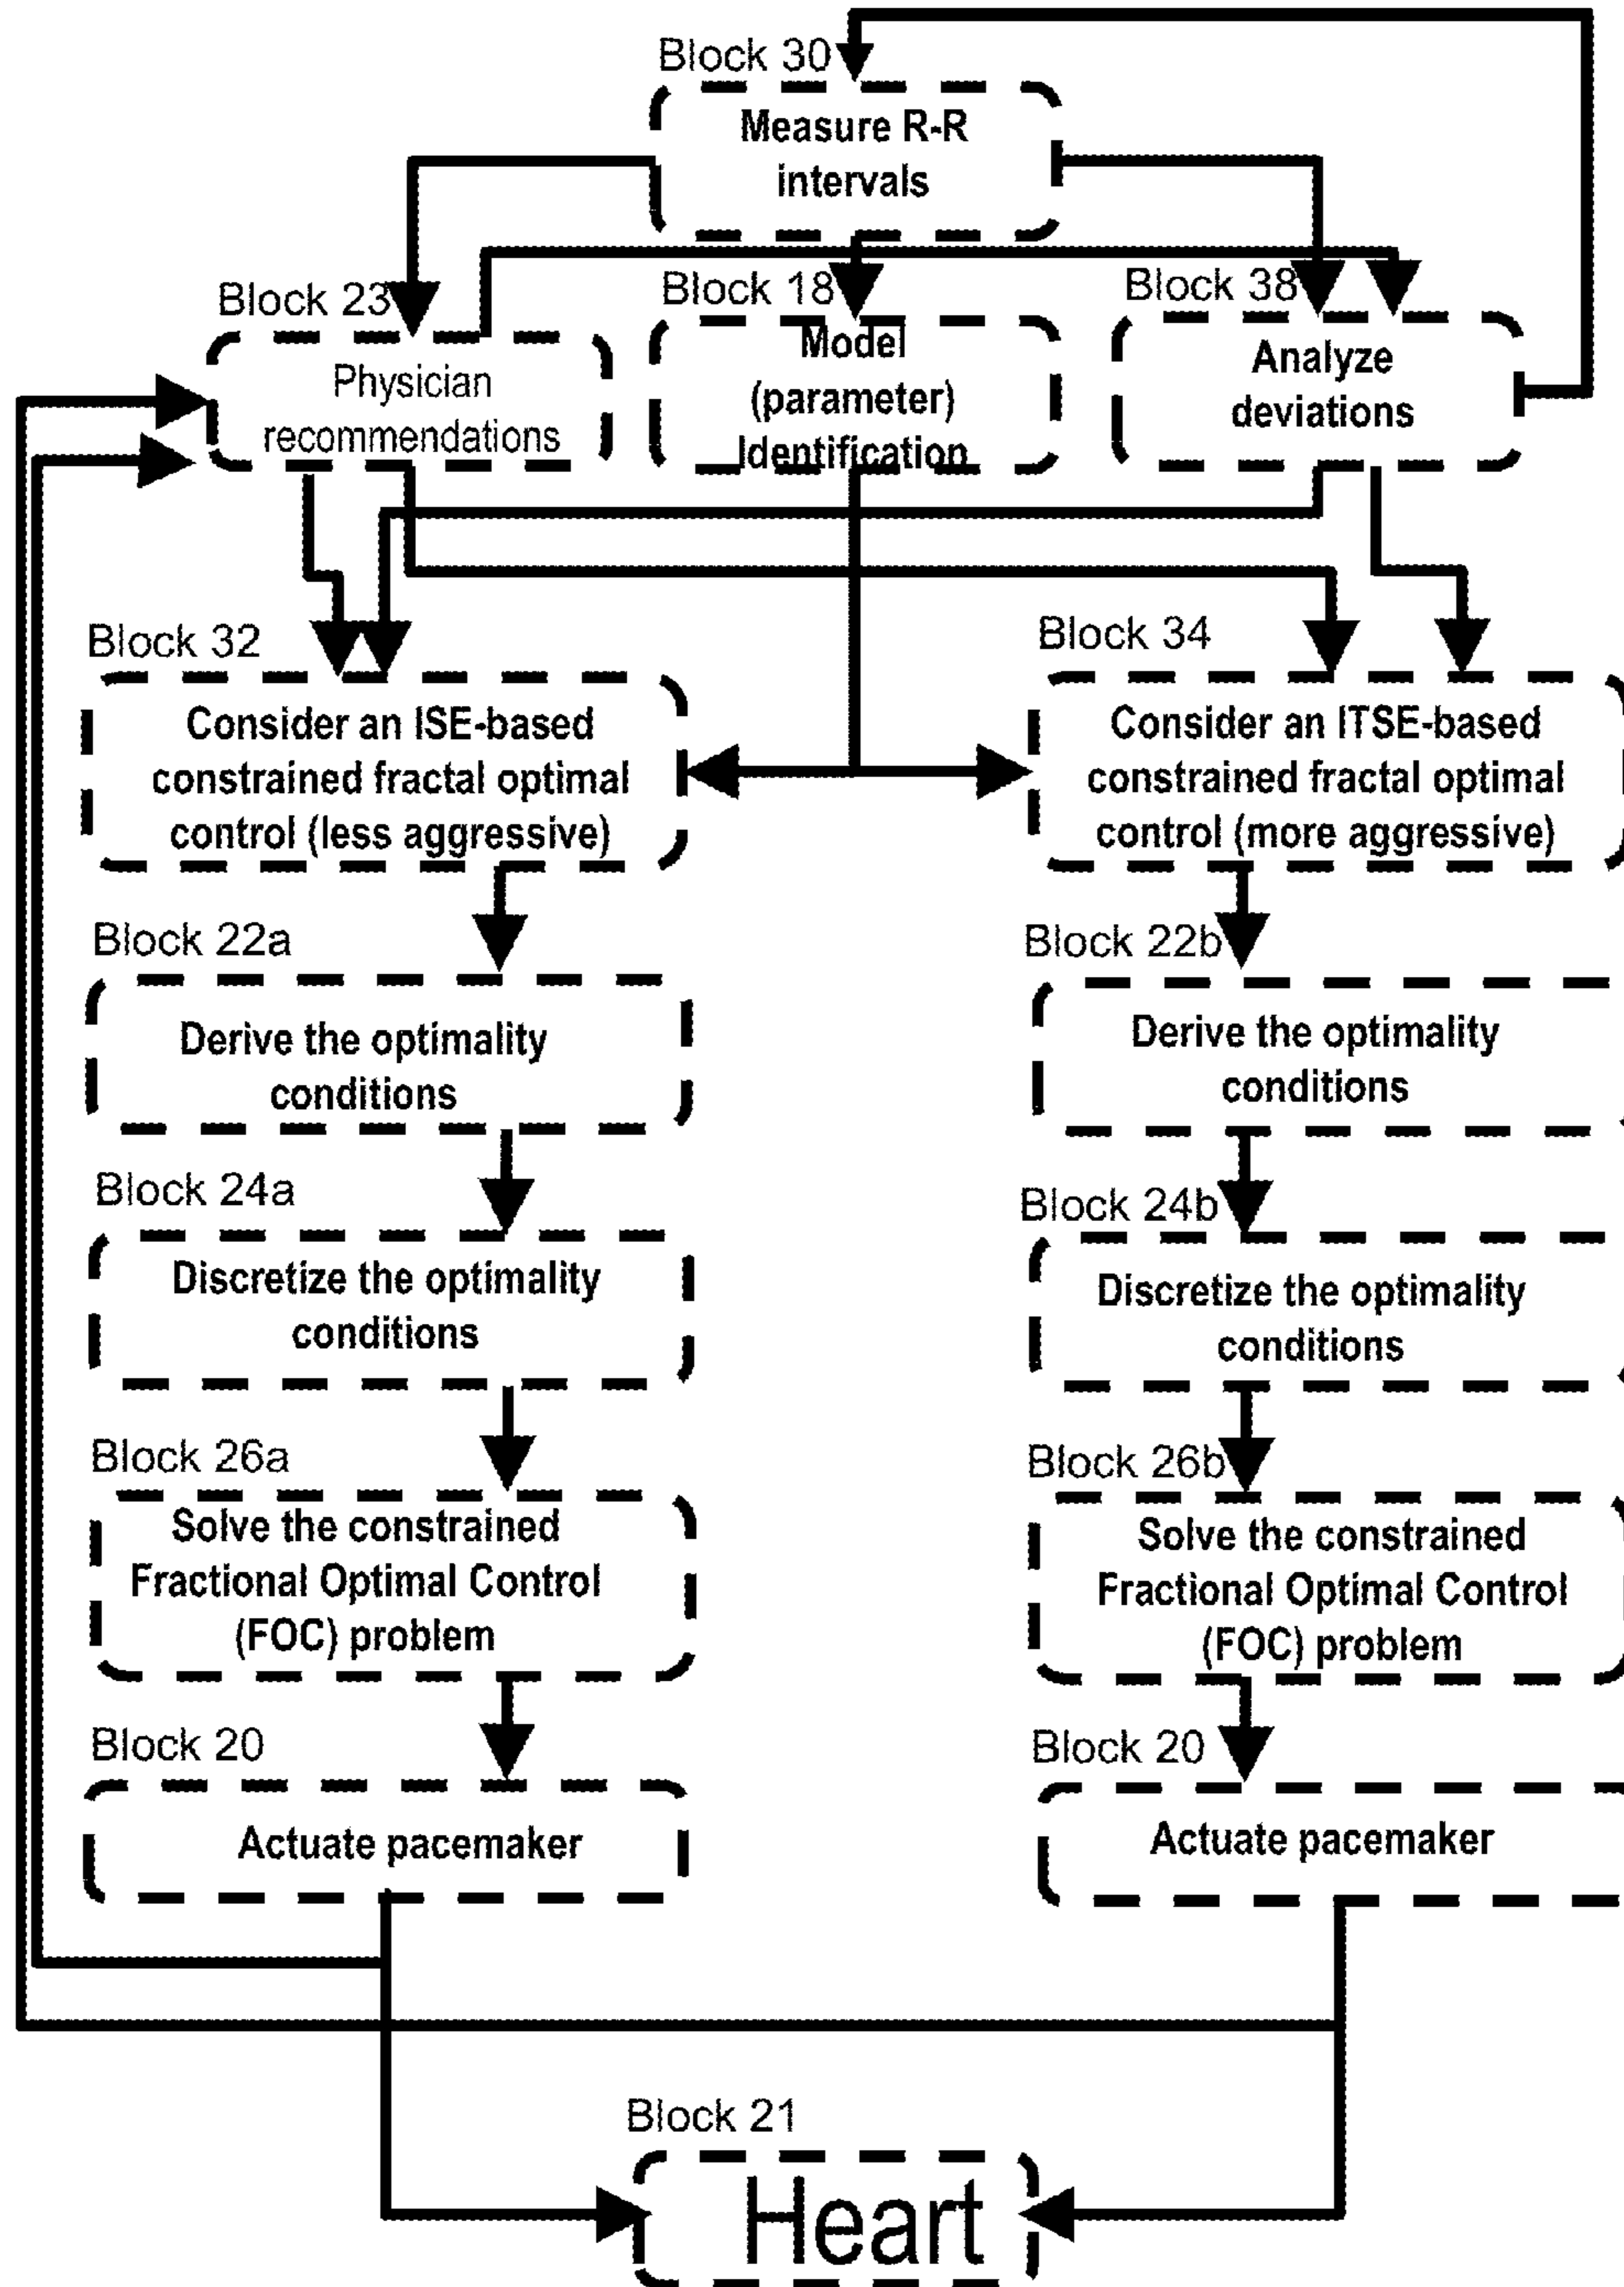 Block 30
Measure R-R
intervals
Block 23
Physician
recommendations
Block 18
Model
(parameter)
Identification
Block 38
Analyze
deviations
Block 32
Consider an ISE-based
constrained fractal optimal
control (less aggressive)
Block 34
Consider an ITSE-based
constrained fractal optimal
control (more aggressive)
Block 22a
Derive the optimality
conditions
Block 22b
Derive the optimality
conditions
Block 24a
Discretize the optimality
conditions
Block 24b
Discretize the optimality
conditions
Block 26a
Solve the constrained
Fractional Optimal Control
(FOC) problem
Block 26b
Solve the constrained
Fractional Optimal Control
(FOC) problem
Block 20
Actuate pacemaker
Block 20
Actuate pacemaker
Block 21
Heart